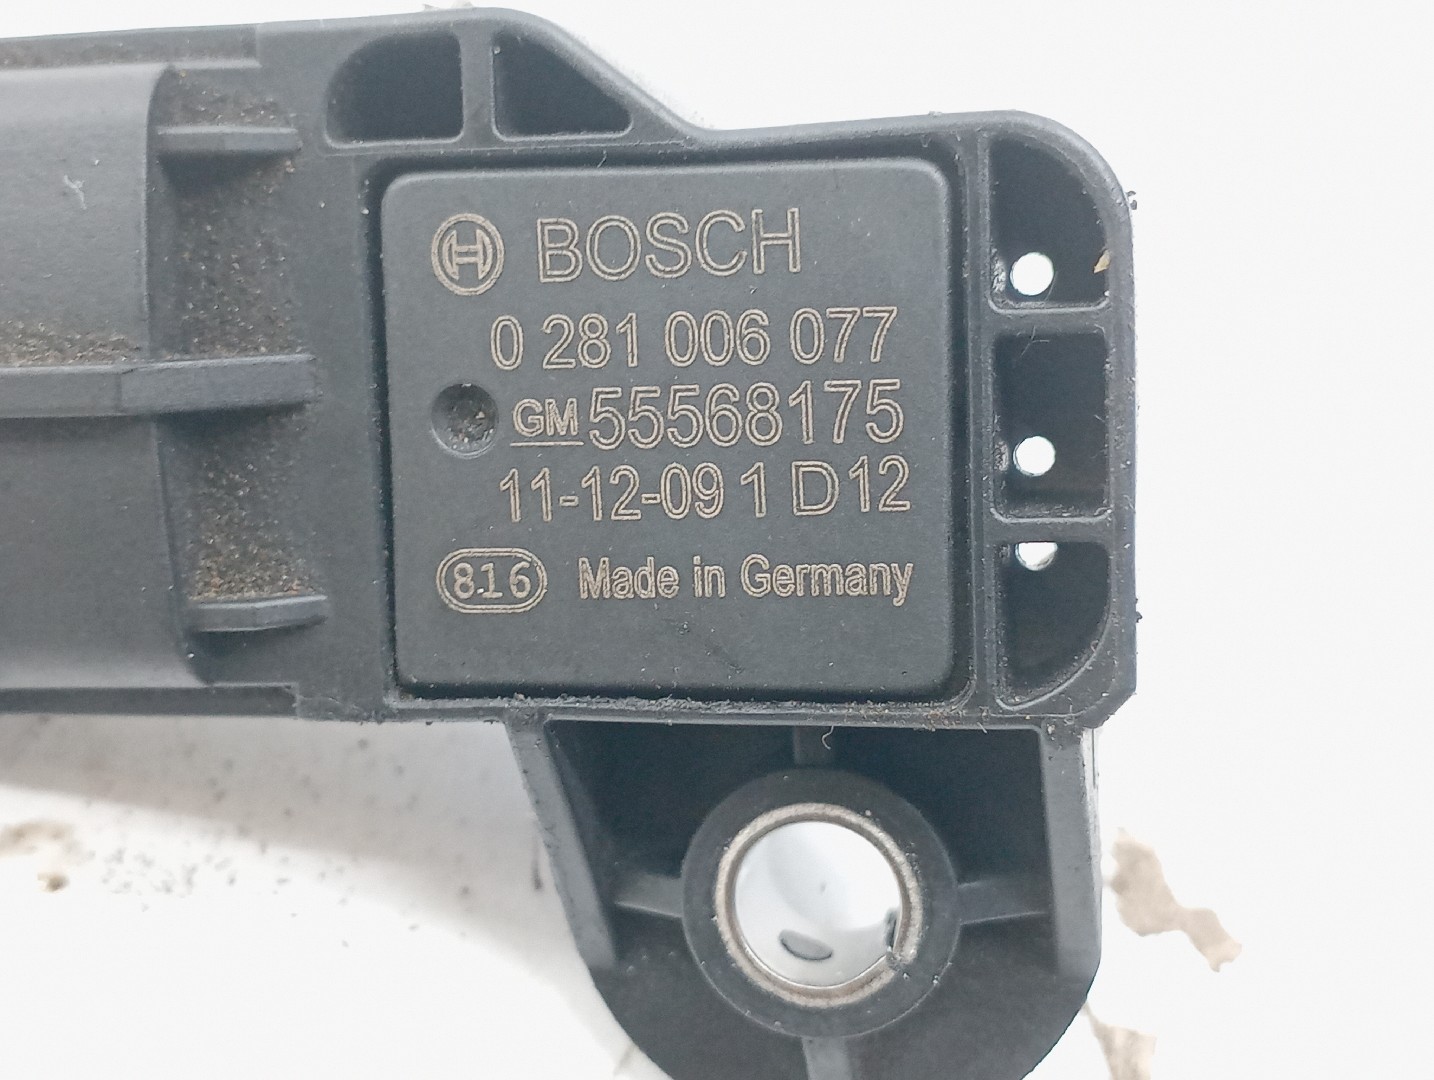 BOSCH
0 281 006 077
GM 55568175
11-12-09 1 D12
816 Made in Germany